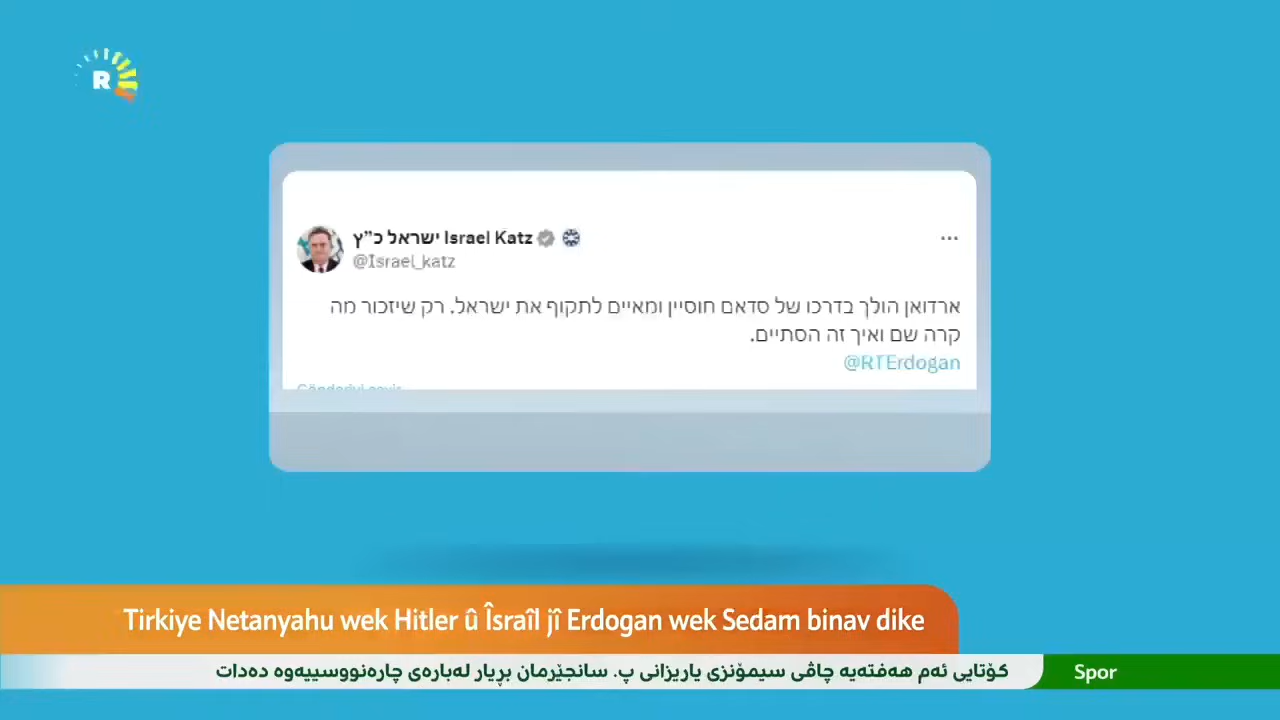 R
ישראל כ”ץ Israel Katz
@Israel_katz
ארדואן הולך בדרכו של סדאם חוסיין ומאיים לתקוף את ישראל. רק שיזכור מה
קרה שם ואיך זה הסתיים.
@RTErdogan
Gönderiyi çevir
Tirkiye Netanyahu wek Hitler û Îsraîl jî Erdogan wek Sedam binav dike
کۆتایی ئەم هەفتەیە چاڤی سیمۆنزی یاریزانی پ. سانجێرمان بڕیار لەبارەی چارەنووسییەوە دەدات
Spor